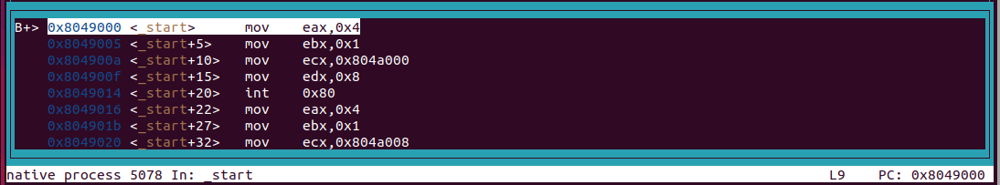 B+> 0x8049000 <_start> mov eax,0x4
0x8049005 <_start+5> mov ebx,0x1
0x804900a <_start+10> mov ecx,0x804a000
0x804900f <_start+15> mov edx,0x8
0x8049014 <_start+20> int 0x80
0x8049016 <_start+22> mov eax,0x4
0x804901b <_start+27> mov ebx,0x1
0x8049020 <_start+32> mov ecx,0x804a008
native process 5078 In: _start L9 PC: 0x8049000